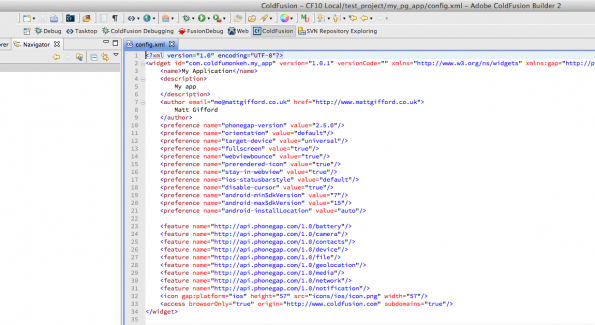 ColdFusion - CF10 Local/test_project/my_pg_app/config.xml - Adobe ColdFusion Builder 2
Debug Tasktop ColdFusion Debugging FusionDebug Web ColdFusion SVN Repository Exploring
Navigator
config.xml
1 <?xml version="1.0" encoding="UTF-8"?>
2 <widget id="com.coldfumonkeh.my_app" version="1.0.1" versionCode="" xmlns="http://www.w3.org/ns/widgets" xmlns:gap="http://p
3 <name>My Application</name>
4 <description>
5 My app
6 </description>
7 <author email="me@mattgifford.co.uk" href="http://www.mattgifford.co.uk">
8 Matt Gifford
9 </author>
10 <preference name="phonegap-version" value="2.5.0"/>
11 <preference name="orientation" value="default"/>
12 <preference name="target-device" value="universal"/>
13 <preference name="fullscreen" value="true"/>
14 <preference name="webviewbounce" value="true"/>
15 <preference name="prerendered-icon" value="true"/>
16 <preference name="stay-in-webview" value="true"/>
17 <preference name="ios-statusbarstyle" value="default"/>
18 <preference name="disable-cursor" value="true"/>
19 <preference name="android-minSdkVersion" value="7"/>
20 <preference name="android-maxSdkVersion" value="15"/>
21 <preference name="android-installLocation" value="auto"/>
22
23 <feature name="http://api.phonegap.com/1.0/battery"/>
24 <feature name="http://api.phonegap.com/1.0/camera"/>
25 <feature name="http://api.phonegap.com/1.0/contacts"/>
26 <feature name="http://api.phonegap.com/1.0/device"/>
27 <feature name="http://api.phonegap.com/1.0/file"/>
28 <feature name="http://api.phonegap.com/1.0/geolocation"/>
29 <feature name="http://api.phonegap.com/1.0/media"/>
30 <feature name="http://api.phonegap.com/1.0/network"/>
31 <feature name="http://api.phonegap.com/1.0/notification"/>
32 <icon gap:platform="ios" height="57" src="icons/ios/icon.png" width="57"/>
33 <access browserOnly="true" origin="http://www.coldfusion.com" subdomains="true"/>
34 </widget>
35